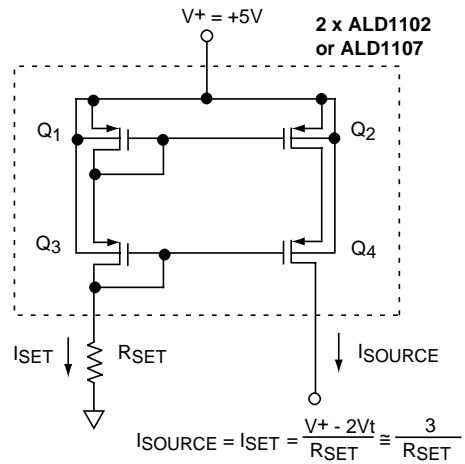 V+ = +5V
2 x ALD1102
or ALD1107
Q1
Q2
Q3
Q4
ISET
RSET
ISOURCE
ISOURCE = ISET = V+ - 2Vt / RSET ≅ 3 / RSET